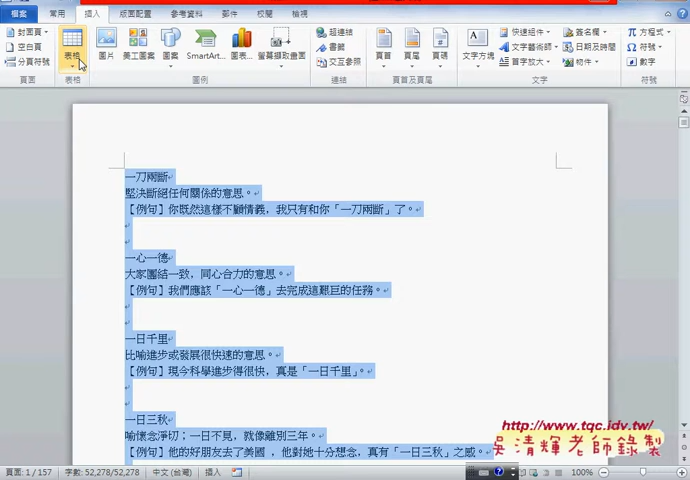 檔案 常用 插入 版面配置 參考資料 郵件 校閱 檢視
封面頁 空白頁 分頁符號 頁面
表格 表格
圖片 美工圖案 圖案 SmartArt... 圖表... 螢幕擷取畫面 圖例
超連結 書籤 交互參照 連結
頁首 頁尾 頁碼 頁首及頁尾
文字方塊 快速組件 文字藝術師 首字放大 簽名欄 日期及時間 物件 文字
方程式 符號 數字 符號
一刀兩斷
堅決斷絕任何關係的意思。
【例句】你既然這樣不顧情義，我只有和你「一刀兩斷」了。
一心一德
大家團結一致，同心合力的意思。
【例句】我們應該「一心一德」去完成這艱巨的任務。
一日千里
比喻進步或發展很快速的意思。
【例句】現今科學進步得很快，真是「一日千里」。
一日三秋
喻懷念淨切；一日不見，就像離別三年。
【例句】他的好朋友去了美國 ，他對她十分想念，真有「一日三秋」之感。
http://www.tqc.idv.tw/
吳清輝老師錄製
頁面: 1 / 157 字數: 52,278/52,278 中文 (台灣) 插入 100%